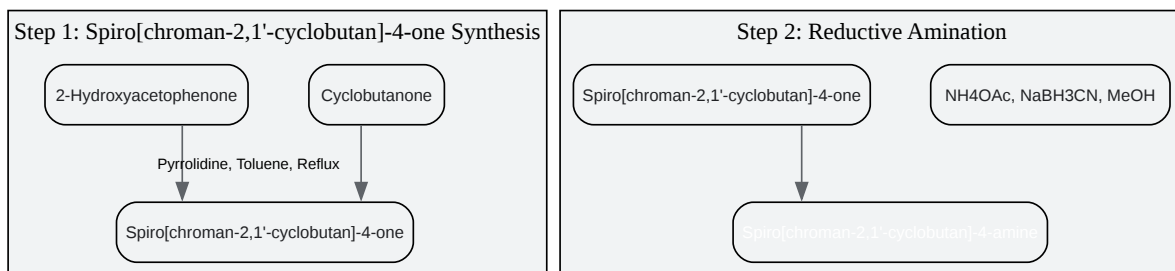 Step 1: Spiro[chroman-2,1'-cyclobutan]-4-one Synthesis
2-Hydroxyacetophenone
Cyclobutanone
Pyrrolidine, Toluene, Reflux
Spiro[chroman-2,1'-cyclobutan]-4-one
Step 2: Reductive Amination
Spiro[chroman-2,1'-cyclobutan]-4-one
NH4OAc, NaBH3CN, MeOH
Spiro[chroman-2,1'-cyclobutan]-4-amine